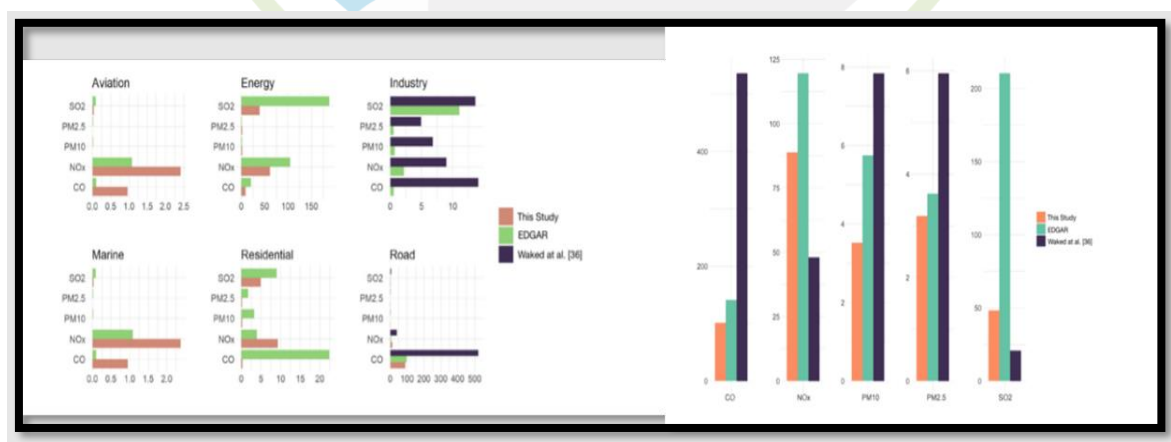 Aviation
SO2
PM2.5
PM10
NOx
CO
0.0 0.5 1.0 1.5 2.0 2.5
Energy
SO2
PM2.5
PM10
NOx
CO
0 50 100 150
Industry
SO2
PM2.5
PM10
NOx
CO
0 5 10
Marine
SO2
PM2.5
PM10
NOx
CO
0.0 0.5 1.0 1.5 2.0
Residential
SO2
PM2.5
PM10
NOx
CO
0 5 10 15 20
Road
SO2
PM2.5
PM10
NOx
CO
0 100 200 300 400 500
This Study
EDGAR
Waked at al. [36]
400
200
0
CO
125
100
75
50
25
0
NOx
8
6
4
2
0
PM10
6
4
2
0
PM2.5
200
150
100
50
0
SO2
This Study
EDGAR
Waked at al. [36]